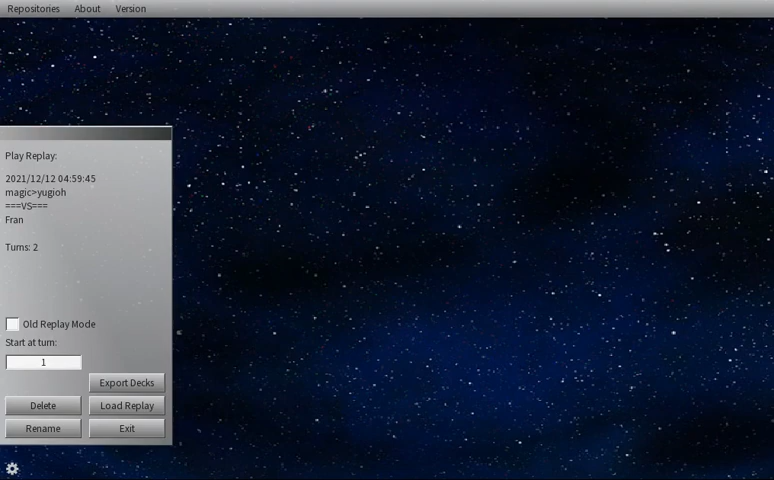 Repositories About Version
Play Replay:
2021/12/12 04:59:45
magic>yugioh
===VS===
Fran
Turns: 2
Old Replay Mode
Start at turn:
1
Export Decks
Delete Load Replay
Rename Exit